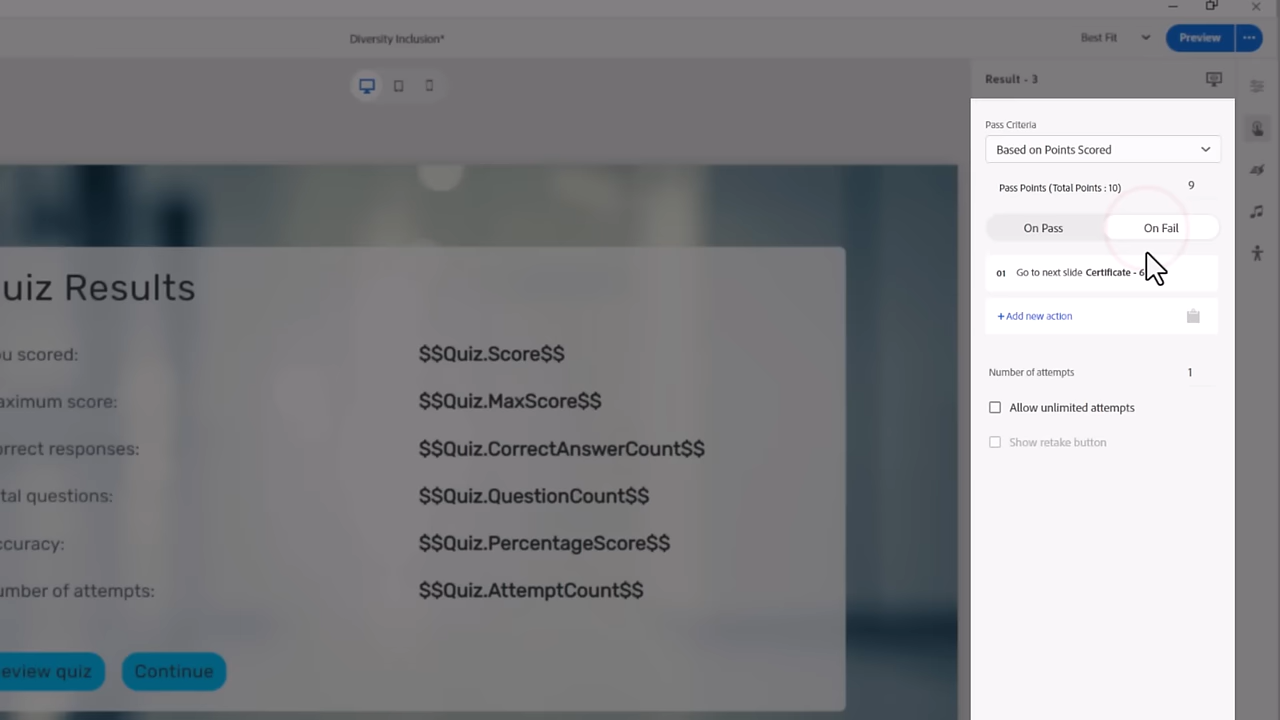 Diversity Inclusion*
Best Fit
Preview
Result - 3
Pass Criteria
Based on Points Scored
Pass Points (Total Points : 10) 9
On Pass On Fail
01 Go to next slide Certificate - 6
+ Add new action
Number of attempts 1
Allow unlimited attempts
Show retake button
uiz Results
ou scored: $$Quiz.Score$$
aximum score: $$Quiz.MaxScore$$
orrect responses: $$Quiz.CorrectAnswerCount$$
tal questions: $$Quiz.QuestionCount$$
ccuracy: $$Quiz.PercentageScore$$
umber of attempts: $$Quiz.AttemptCount$$
eview quiz Continue